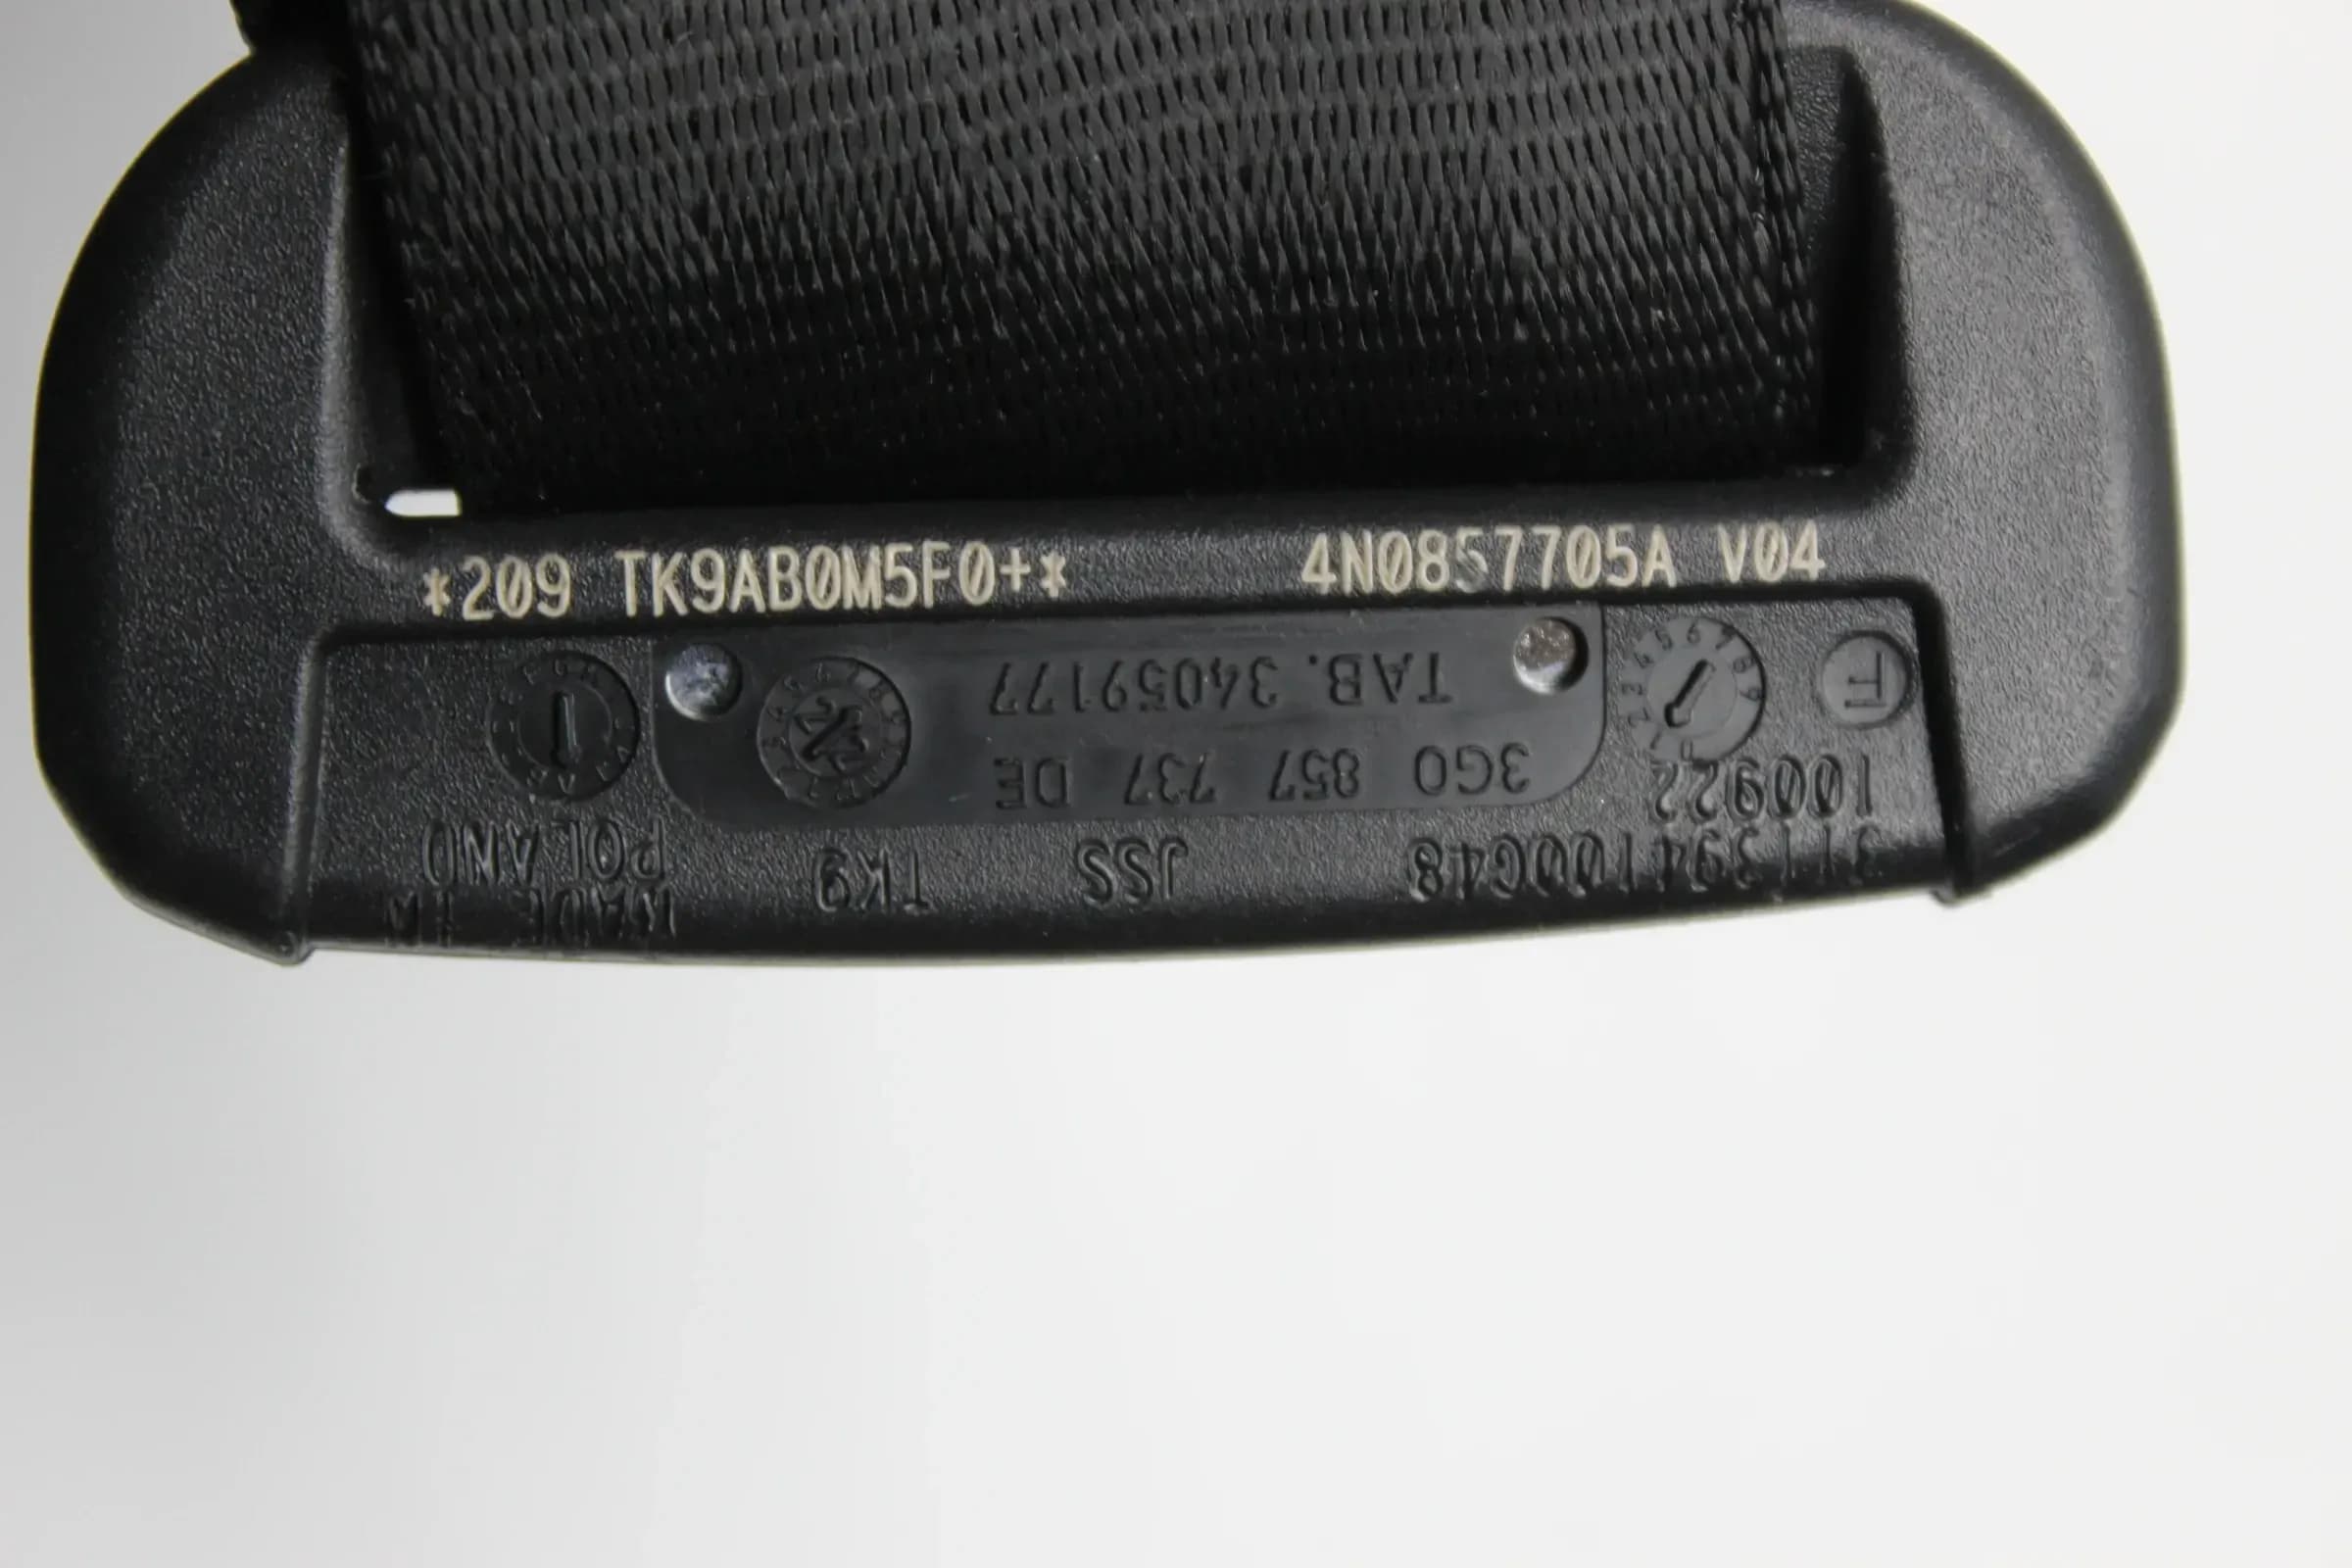 *209 TK9AB0M5F0+* 4N0857705A V04
TAB. 34059177
3G0 857 737 DE
100922
311394100G48
JSS
TK9
MADE IN
POLAND